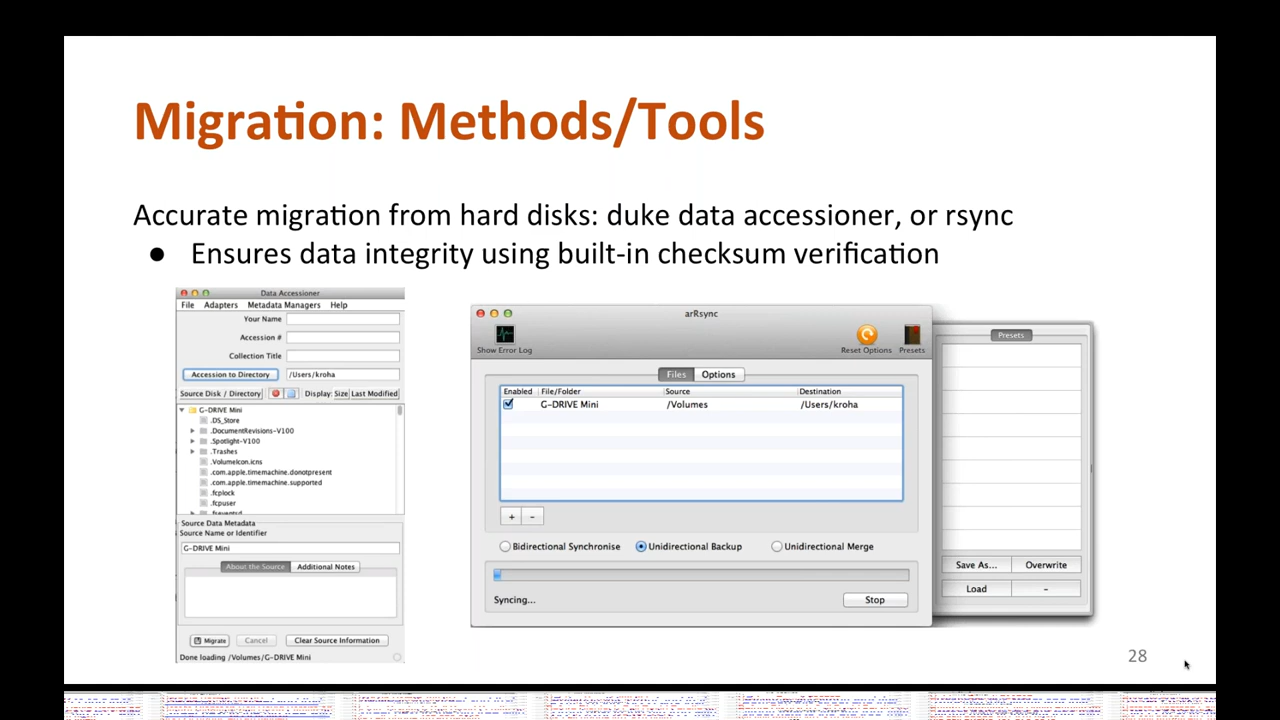 Migration: Methods/Tools
Accurate migration from hard disks: duke data accessioner, or rsync
● Ensures data integrity using built-in checksum verification
Data Accessioner
File Adapters Metadata Managers Help
Your Name
Accession #
Collection Title
Accession to Directory /Users/kroha
Source Disk / Directory Display: Size Last Modified
G-DRIVE Mini
.DS_Store
.DocumentRevisions-V100
.Spotlight-V100
.Trashes
.VolumeIcon.icns
.com.apple.timemachine.donotpresent
.com.apple.timemachine.supported
.fcplock
.fcpuser
.fseventsd
Source Data Metadata
Source Name or Identifier
G-DRIVE Mini
About the Source Additional Notes
Migrate Cancel Clear Source Information
Done loading /Volumes/G-DRIVE Mini
arRsync
Show Error Log Reset Options Presets
Files Options
Enabled File/Folder Source Destination
G-DRIVE Mini /Volumes /Users/kroha
+ -
Bidirectional Synchronise Unidirectional Backup Unidirectional Merge
Syncing... Stop
Presets
Save As... Overwrite
Load -
28